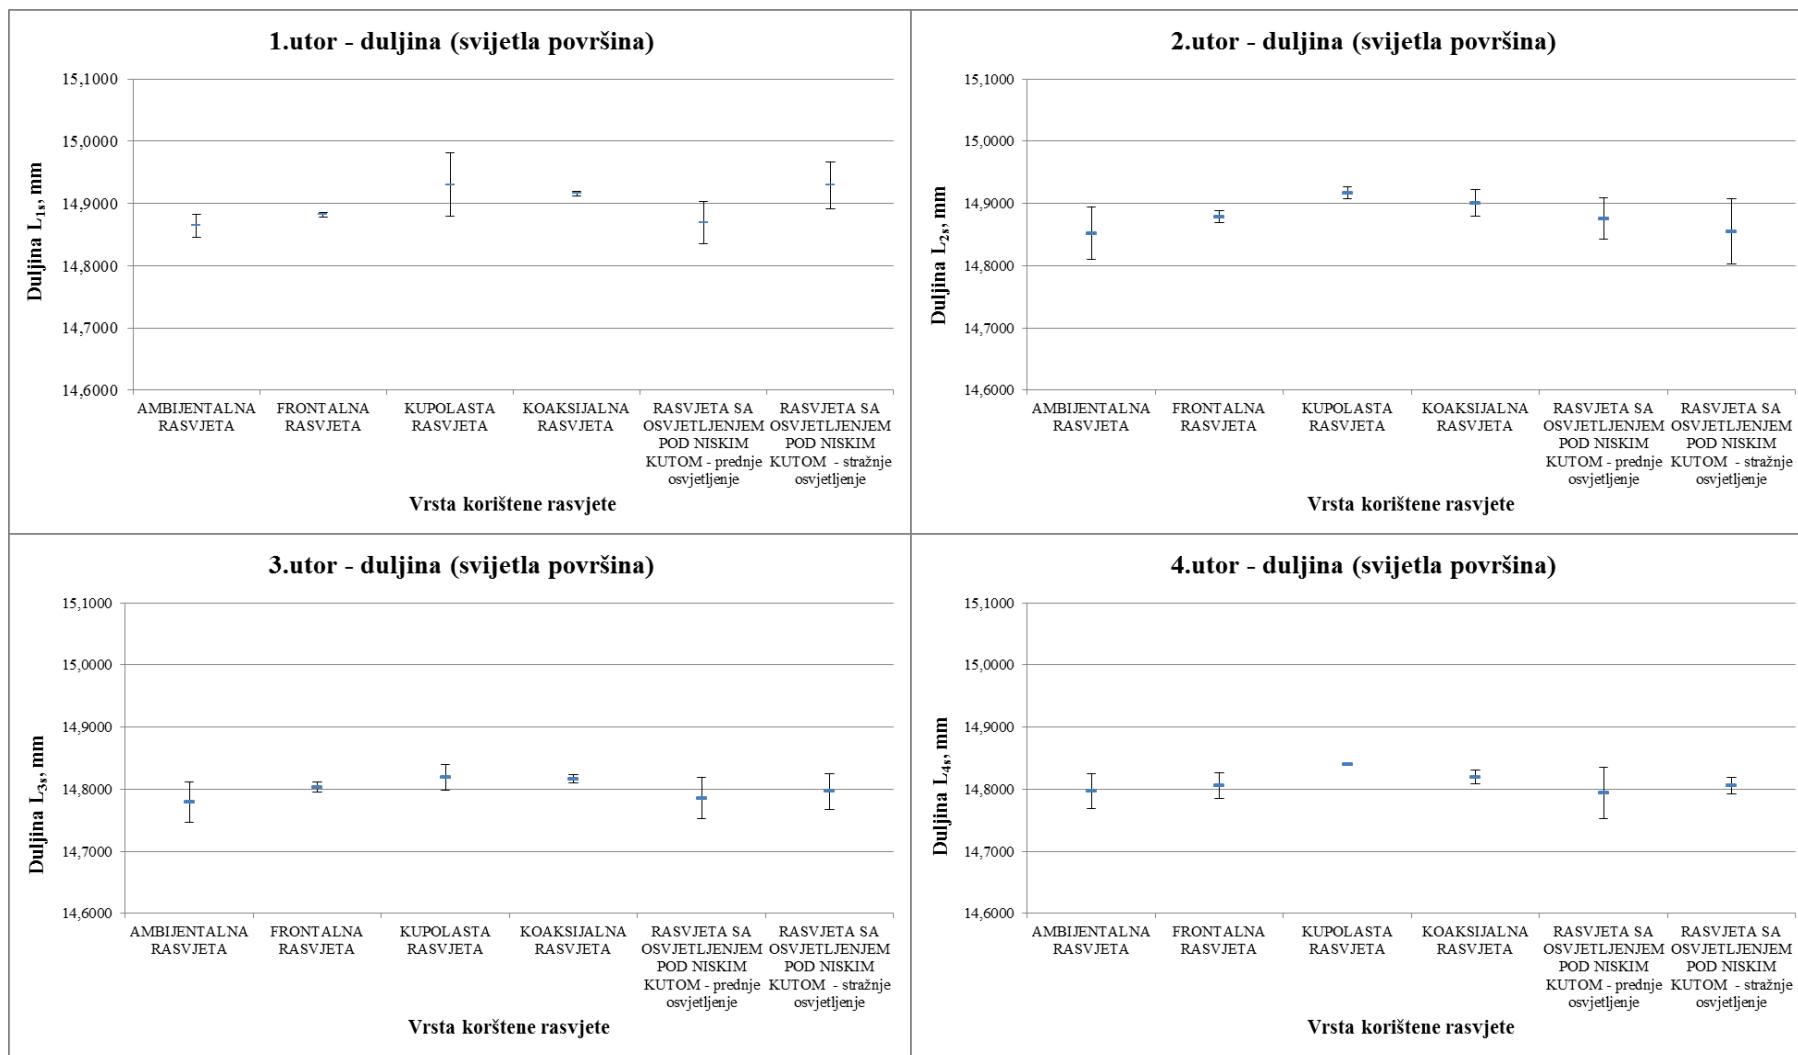 1.utor - duljina (svijetla površina)
15,1000
15,0000
14,9000
14,8000
14,7000
14,6000
Duljina L1s, mm
AMBIJENTALNA
RASVJETA
FRONTALNA
RASVJETA
KUPOLASTA
RASVJETA
KOAKSIJALNA
RASVJETA
RASVJETA SA
OSVJETLJENJEM
POD NISKIM
KUTOM - prednje
osvjetljenje
RASVJETA SA
OSVJETLJENJEM
POD NISKIM
KUTOM - stražnje
osvjetljenje
Vrsta korištene rasvjete
2.utor - duljina (svijetla površina)
15,1000
15,0000
14,9000
14,8000
14,7000
14,6000
Duljina L2s, mm
AMBIJENTALNA
RASVJETA
FRONTALNA
RASVJETA
KUPOLASTA
RASVJETA
KOAKSIJALNA
RASVJETA
RASVJETA SA
OSVJETLJENJEM
POD NISKIM
KUTOM - prednje
osvjetljenje
RASVJETA SA
OSVJETLJENJEM
POD NISKIM
KUTOM - stražnje
osvjetljenje
Vrsta korištene rasvjete
3.utor - duljina (svijetla površina)
15,1000
15,0000
14,9000
14,8000
14,7000
14,6000
Duljina L3s, mm
AMBIJENTALNA
RASVJETA
FRONTALNA
RASVJETA
KUPOLASTA
RASVJETA
KOAKSIJALNA
RASVJETA
RASVJETA SA
OSVJETLJENJEM
POD NISKIM
KUTOM - prednje
osvjetljenje
RASVJETA SA
OSVJETLJENJEM
POD NISKIM
KUTOM - stražnje
osvjetljenje
Vrsta korštene rasvjete
4.utor - duljina (svijetla površina)
15,1000
15,0000
14,9000
14,8000
14,7000
14,6000
Duljina L4s, mm
AMBIJENTALNA
RASVJETA
FRONTALNA
RASVJETA
KUPOLASTA
RASVJETA
KOAKSIJALNA
RASVJETA
RASVJETA SA
OSVJETLJENJEM
POD NISKIM
KUTOM - prednje
osvjetljenje
RASVJETA SA
OSVJETLJENJEM
POD NISKIM
KUTOM - stražnje
osvjetljenje
Vrsta korištene rasvjete